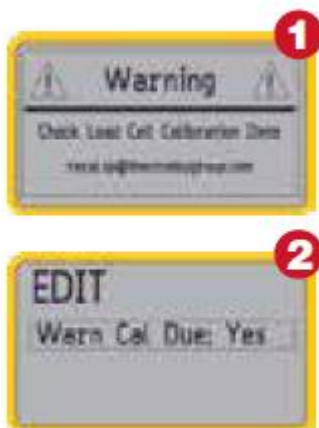 1
Warning
Check Load Cell Calibration Date
2
EDIT
Warn Cal Due: Yes